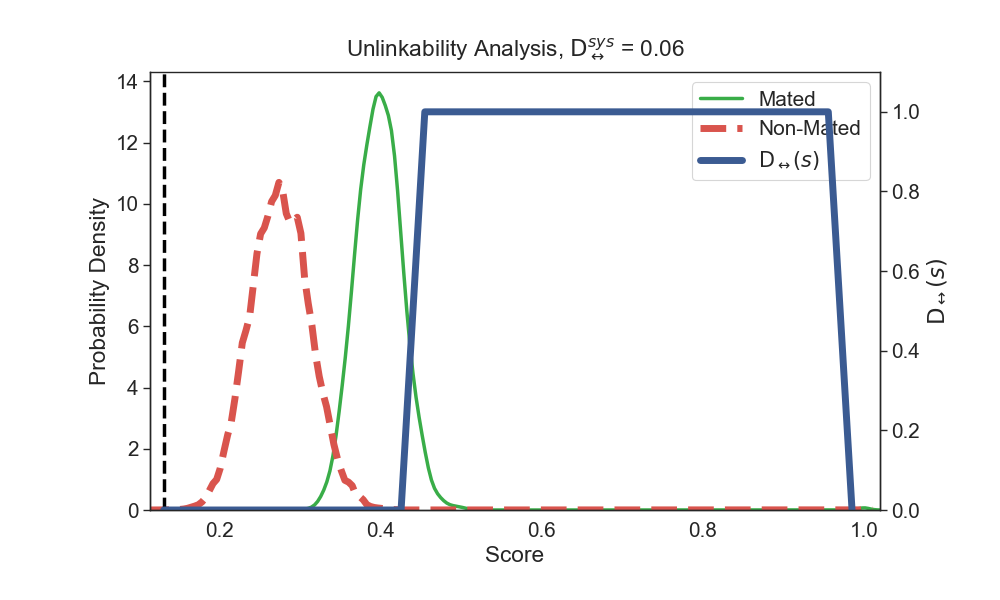 Unlinkability Analysis, D↔^sys = 0.06
Mated
Non-Mated
D↔(s)
Probability Density
14
12
10
8
6
4
2
0
1.0
0.8
0.6
0.4
0.2
0.0
D↔(s)
0.2 0.4 0.6 0.8 1.0
Score